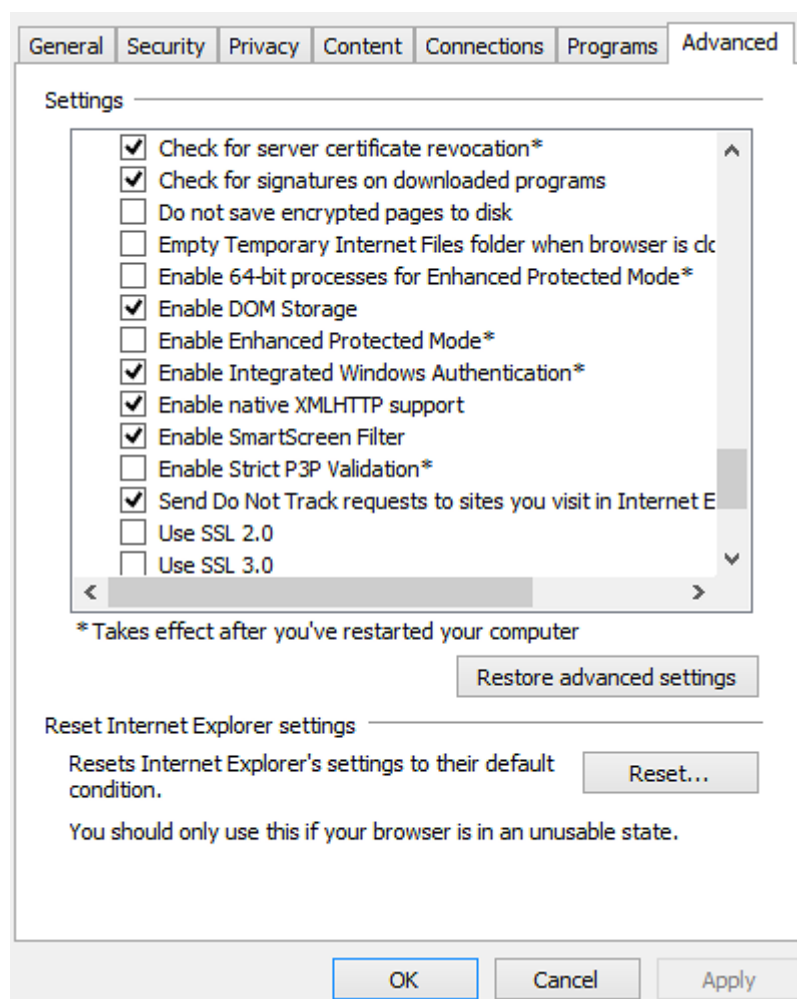 General Security Privacy Content Connections Programs Advanced
Settings
Check for server certificate revocation*
Check for signatures on downloaded programs
Do not save encrypted pages to disk
Empty Temporary Internet Files folder when browser is clo
Enable 64-bit processes for Enhanced Protected Mode*
Enable DOM Storage
Enable Enhanced Protected Mode*
Enable Integrated Windows Authentication*
Enable native XMLHTTP support
Enable SmartScreen Filter
Enable Strict P3P Validation*
Send Do Not Track requests to sites you visit in Internet E
Use SSL 2.0
Use SSL 3.0
* Takes effect after you've restarted your computer
Restore advanced settings
Reset Internet Explorer settings
Resets Internet Explorer's settings to their default
condition.
Reset...
You should only use this if your browser is in an unusable state.
OK Cancel Apply